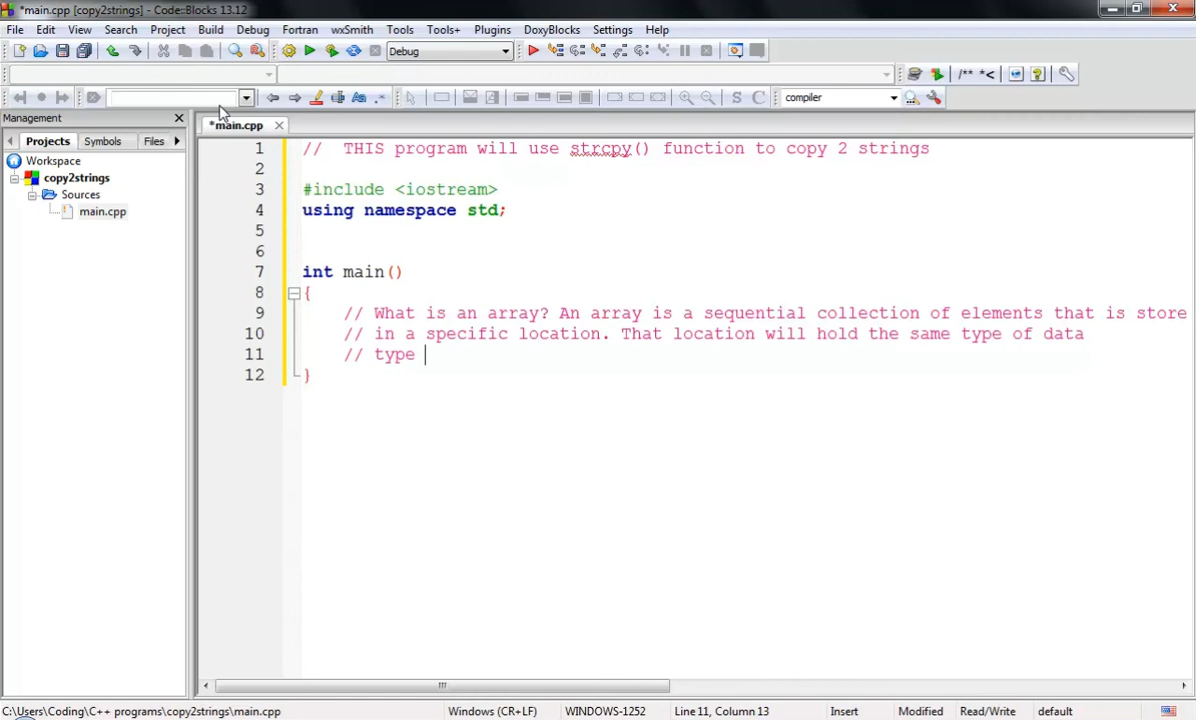 *main.cpp [copy2strings] - Code::Blocks 13.12
File Edit View Search Project Build Debug Fortran wxSmith Tools Tools+ Plugins DoxyBlocks Settings Help
Debug
/** *<
Aa .* S C compiler
Management
*main.cpp
Projects Symbols Files
Workspace
copy2strings
Sources
main.cpp
1 // THIS program will use strcpy() function to copy 2 strings
2
3 #include <iostream>
4 using namespace std;
5
6
7 int main()
8 {
9 // What is an array? An array is a sequential collection of elements that is store
10 // in a specific location. That location will hold the same type of data
11 // type
12 }
C:\Users\Coding\C++ programs\copy2strings\main.cpp Windows (CR+LF) WINDOWS-1252 Line 11, Column 13 Insert Modified Read/Write default